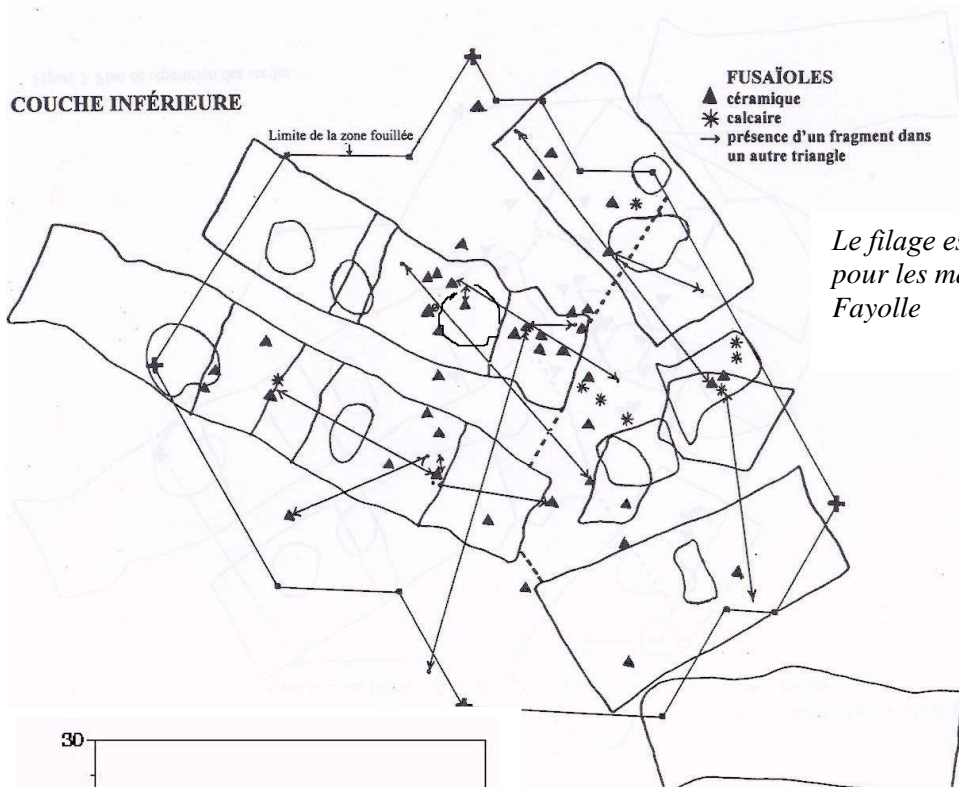 COUCHE INFÉRIEURE
Limite de la zone fouillée
FUSAÏOLES
céramique
calcaire
présence d'un fragment dans
un autre triangle
Le filage es
pour les m
Fayolle
30